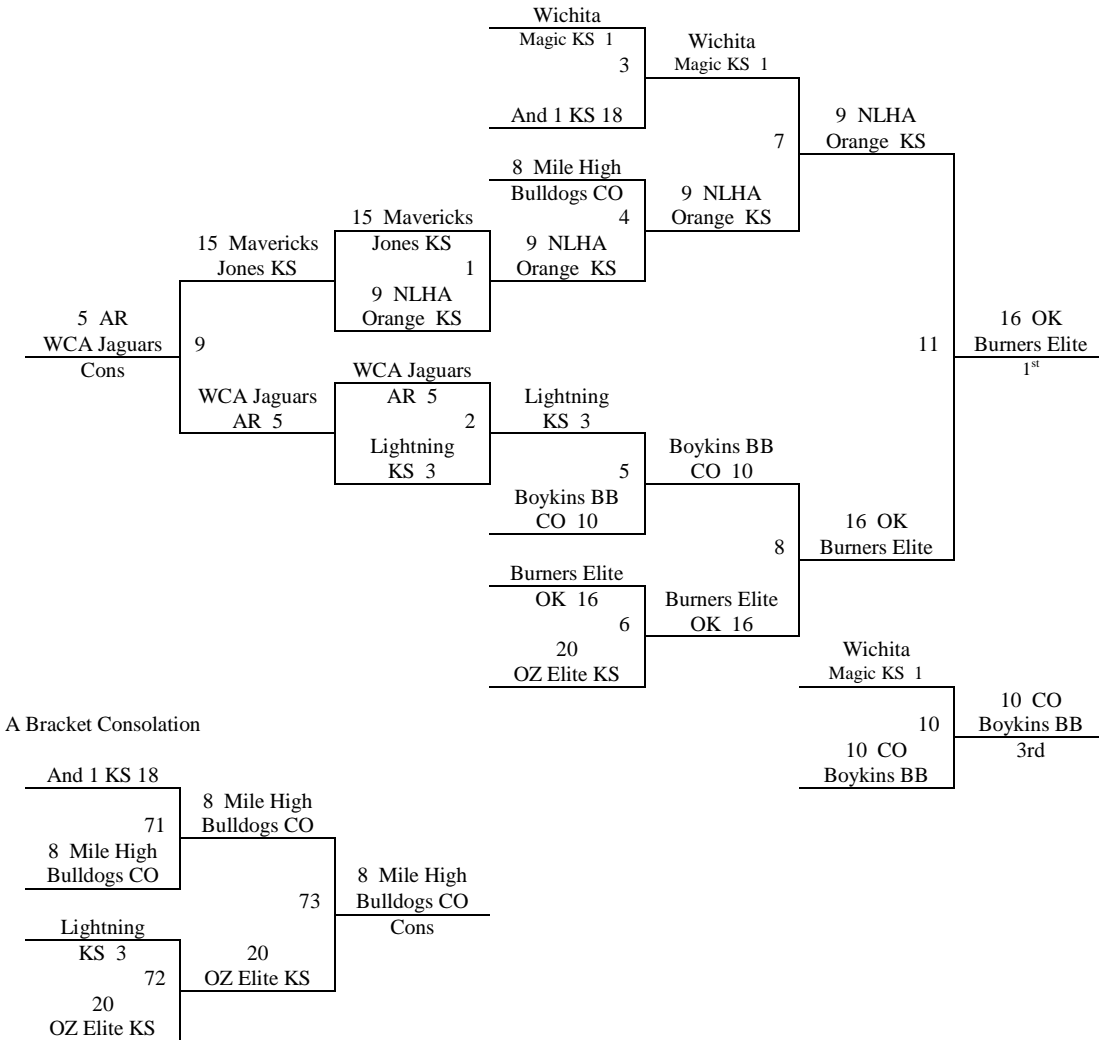 Wichita
Magic KS 1
3
And 1 KS 18
Wichita
Magic KS 1
7
9 NLHA
Orange KS
8 Mile High
Bulldogs CO
4
9 NLHA
Orange KS
15 Mavericks
Jones KS
15 Mavericks
Jones KS
1
9 NLHA
Orange KS
9 NLHA
Orange KS
5 AR
WCA Jaguars
Cons
9
11
16 OK
Burners Elite
1st
WCA Jaguars
AR 5
WCA Jaguars
AR 5
2
Lightning
KS 3
Lightning
KS 3
5
Boykins BB
CO 10
Boykins BB
CO 10
8
16 OK
Burners Elite
Burners Elite
OK 16
6
20
OZ Elite KS
Burners Elite
OK 16
Wichita
Magic KS 1
10
10 CO
Boykins BB
10 CO
Boykins BB
3rd
A Bracket Consolation
And 1 KS 18
71
8 Mile High
Bulldogs CO
8 Mile High
Bulldogs CO
73
8 Mile High
Bulldogs CO
Cons
Lightning
KS 3
72
20
OZ Elite KS
20
OZ Elite KS